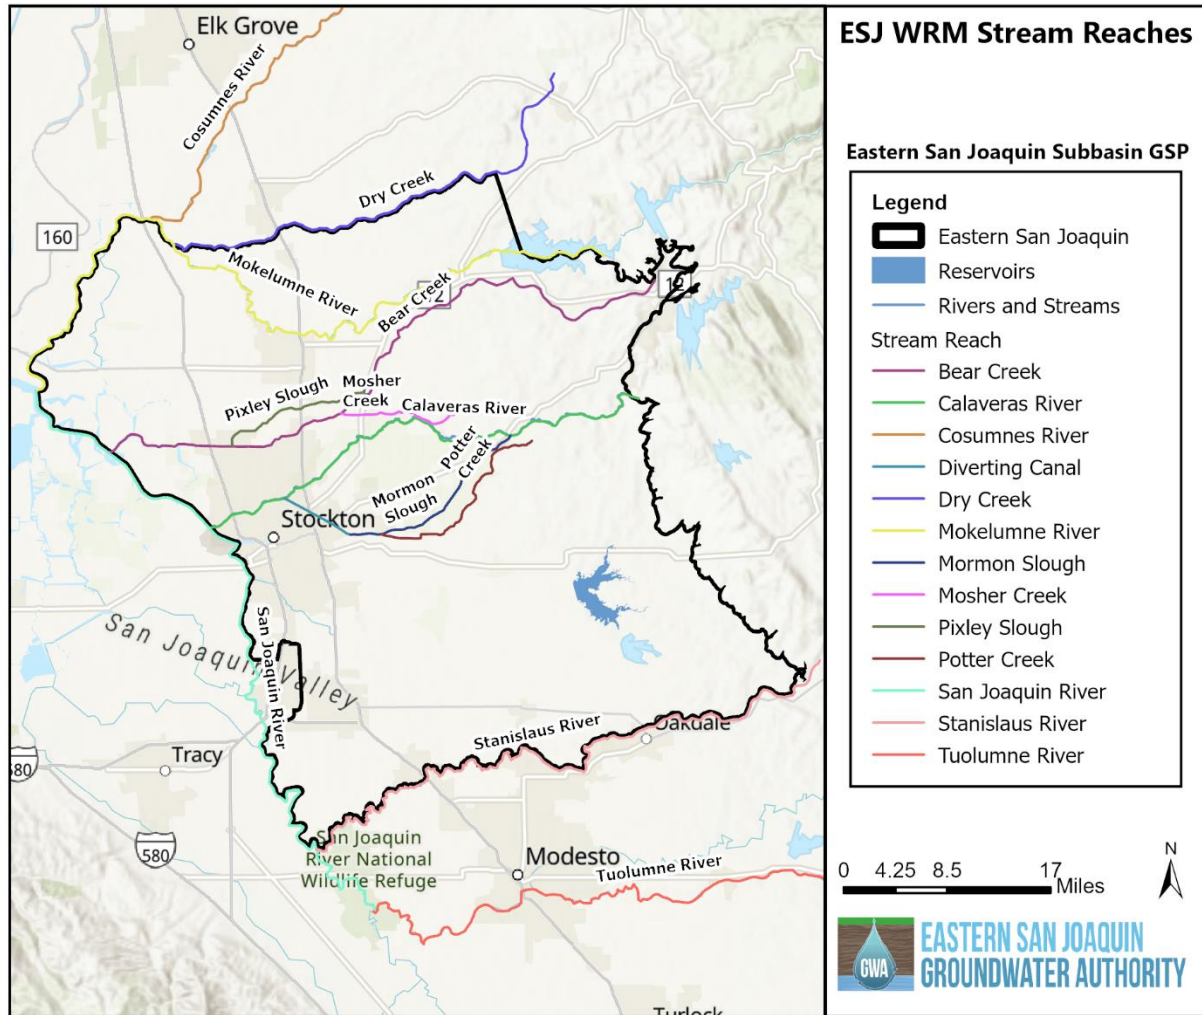 ESJ WRM Stream Reaches
Eastern San Joaquin Subbasin GSP
Legend
Eastern San Joaquin
Reservoirs
Rivers and Streams
Stream Reach
Bear Creek
Calaveras River
Cosumnes River
Diverting Canal
Dry Creek
Mokelumne River
Mormon Slough
Mosher Creek
Pixley Slough
Potter Creek
San Joaquin River
Stanislaus River
Tuolumne River
N
0 4.25 8.5 17
Miles
GWA
EASTERN SAN JOAQUIN
GROUNDWATER AUTHORITY
Elk Grove
Cosumnes River
Dry Creek
160
Mokelumne River
Bear Creek
12
Pixley Slough
Mosher
Creek
Calaveras River
Mormon
Slough
Potter
Creek
Stockton
San Joaquin River
San Joaquin Valley
Stanislaus River
Oakdale
Tracy
580
580
San Joaquin
River National
Wildlife Refuge
Modesto
Tuolumne River
Turlock